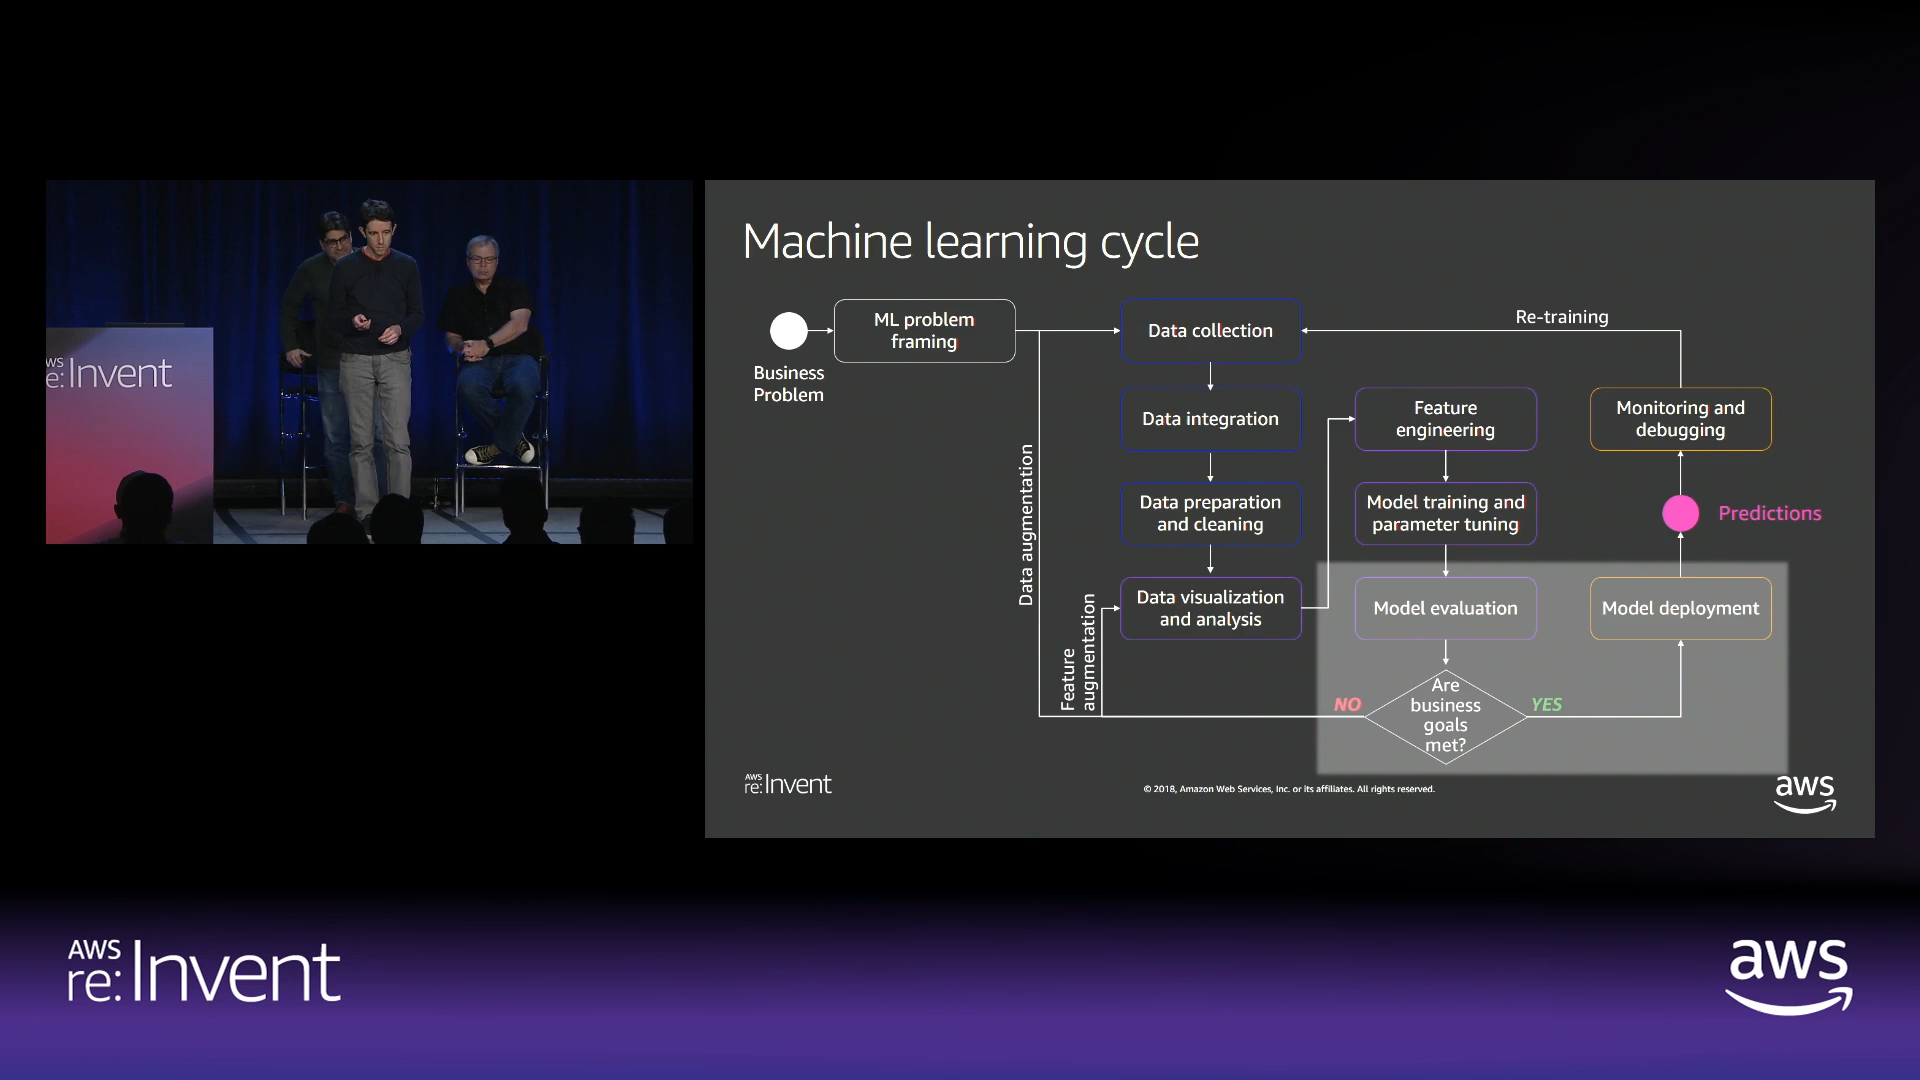 Machine learning cycle
Business
Problem
ML problem
framing
Data collection
Re-training
Data integration
Feature
engineering
Monitoring and
debugging
Data preparation
and cleaning
Model training and
parameter tuning
Predictions
Data augmentation
Feature
augmentation
Data visualization
and analysis
Model evaluation
Model deployment
NO
Are
business
goals
met?
YES
AWS
re:Invent
© 2018, Amazon Web Services, Inc. or its affiliates. All rights reserved.
aws
WS
e:Invent
AWS
re:Invent
aws